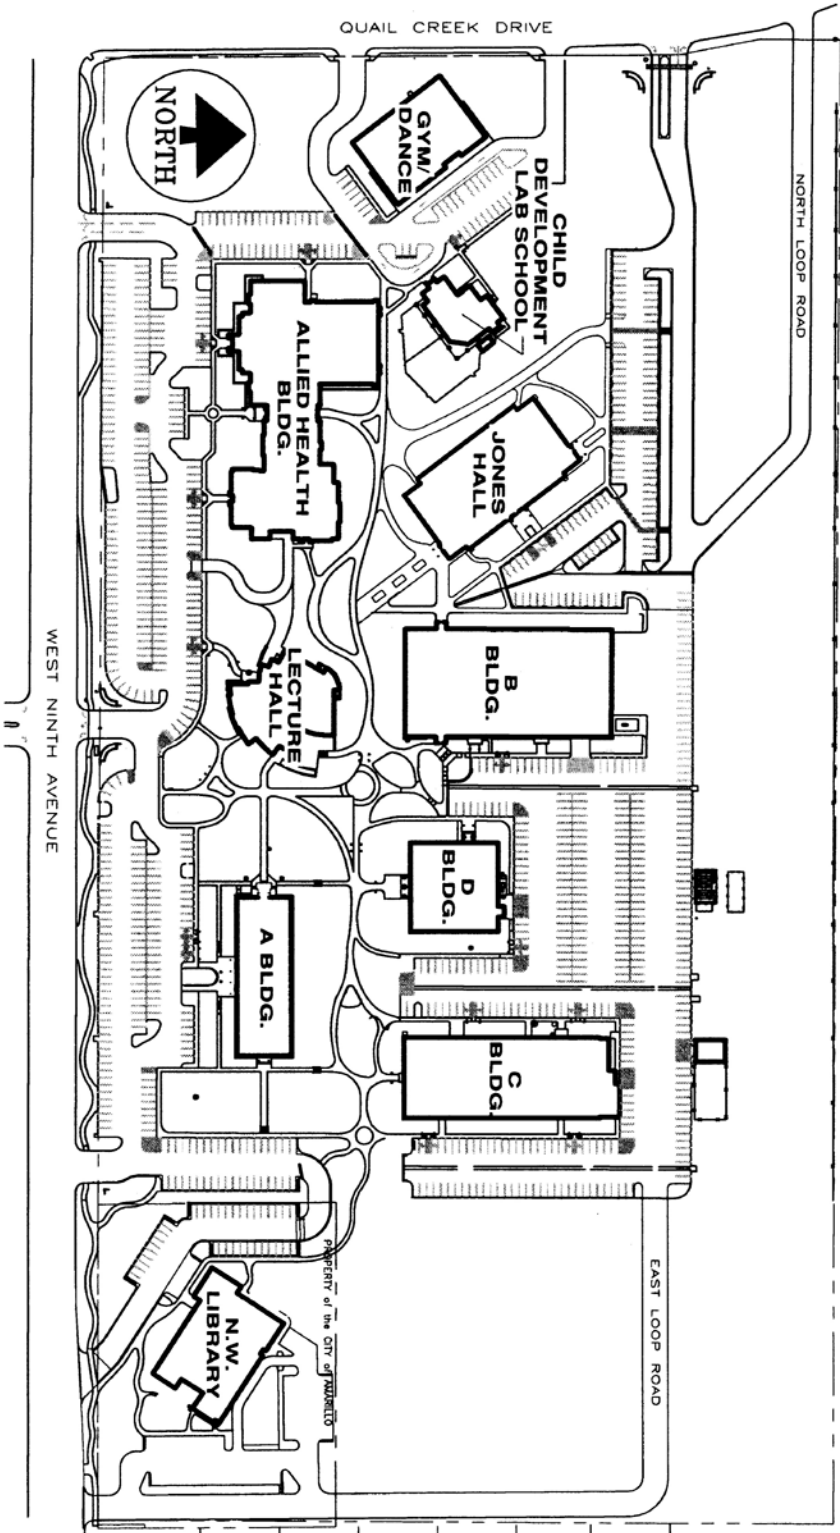 QUAIL CREEK DRIVE
NORTH
GYM/
DANCE
CHILD
DEVELOPMENT
LAB SCHOOL
NORTH LOOP ROAD
ALLIED HEALTH
BLDG.
JONES
HALL
WEST NINTH AVENUE
LECTURE
HALL
B
BLDG.
D
BLDG.
A BLDG.
C
BLDG.
EAST LOOP ROAD
PROPERTY of the CITY of AMARILLO
N.W.
LIBRARY